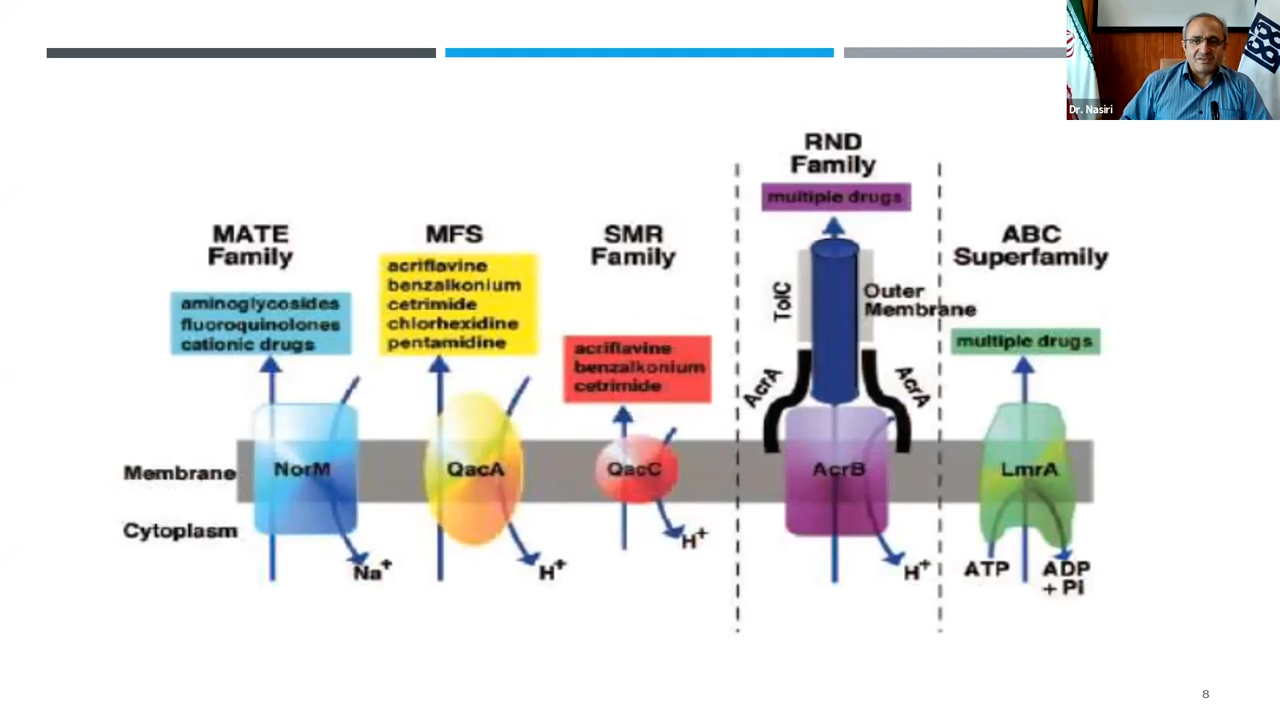 Dr. Nasiri
MATE
Family
aminoglycosides
fluoroquinolones
cationic drugs
NorM
Na+
MFS
acriflavine
benzalkonium
cetrimide
chlorhexidine
pentamidine
QacA
H+
SMR
Family
acriflavine
benzalkonium
cetrimide
QacC
H+
RND
Family
multiple drugs
TolC
Outer
Membrane
AcrA
AcrA
AcrB
H+
ABC
Superfamily
multiple drugs
LmrA
ATP
ADP
+ Pi
Membrane
Cytoplasm
8